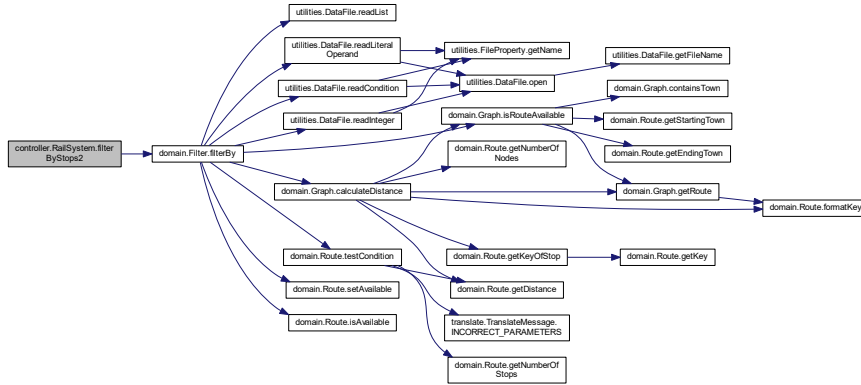 controller.RailSystem.filter
ByStops2
domain.Filter.filterBy
utilities.DataFile.readList
utilities.DataFile.readLiteral
Operand
utilities.DataFile.readCondition
utilities.DataFile.readInteger
domain.Graph.calculateDistance
domain.Route.testCondition
domain.Route.setAvailable
domain.Route.isAvailable
utilities.FileProperty.getName
utilities.DataFile.open
domain.Graph.isRouteAvailable
domain.Route.getNumberOf
Nodes
domain.Route.getKeyOfStop
domain.Route.getDistance
translate.TranslateMessage.
INCORRECT_PARAMETERS
domain.Route.getNumberOf
Stops
utilities.DataFile.getFileName
domain.Graph.containsTown
domain.Route.getStartingTown
domain.Route.getEndingTown
domain.Graph.getRoute
domain.Route.getKey
domain.Route.formatKey